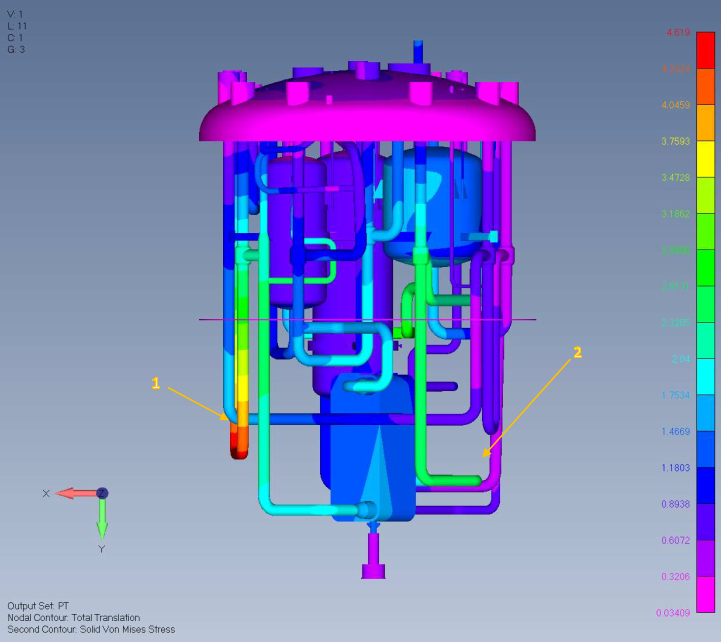 V: 1
L: 11
C: 1
G: 3
4.619
4.0459
3.7593
3.4728
3.1862
2.04
1.7534
1.4669
1.1803
0.8938
0.6072
0.3206
0.03409
1
2
X
Z
Y
Output Set: PT
Nodal Contour: Total Translation
Second Contour: Solid Von Mises Stress